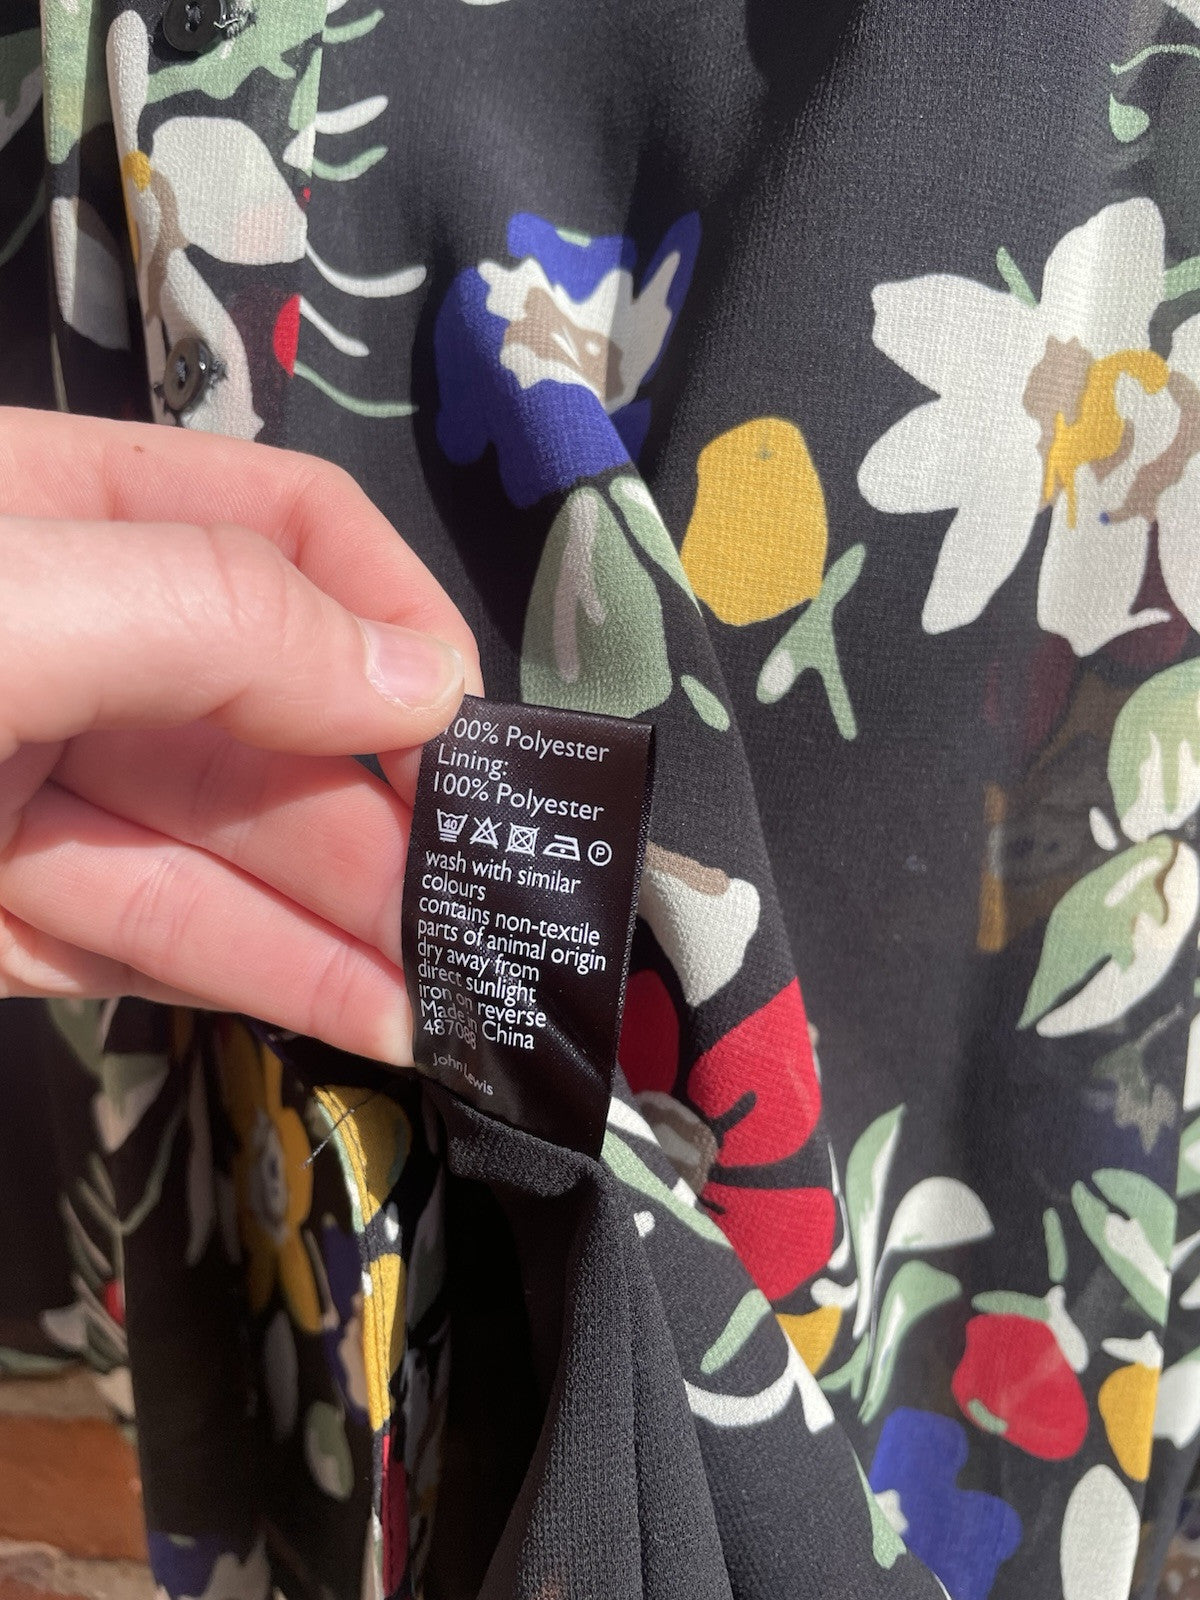 100% Polyester
Lining:
100% Polyester
40 P
wash with similar
colours
contains non-textile
parts of animal origin
dry away from
direct sunlight
iron on reverse
Made in China
487088
John Lewis